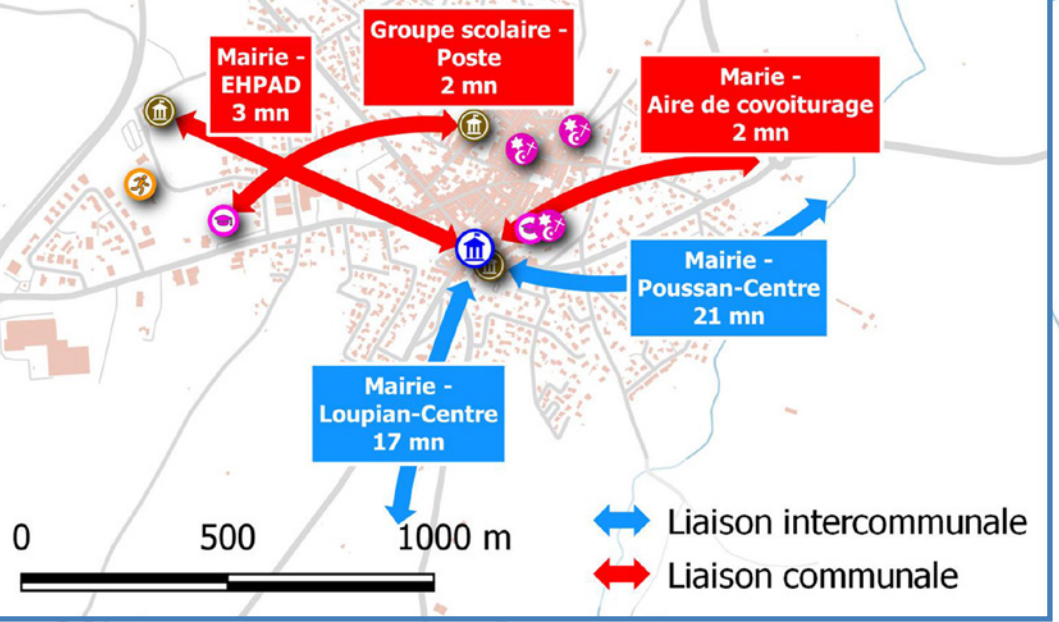 Mairie -
EHPAD
3 mn
Groupe scolaire -
Poste
2 mn
Marie -
Aire de covoiturage
2 mn
Mairie -
Poussan-Centre
21 mn
Mairie -
Loupian-Centre
17 mn
0 500 1000 m
Liaison intercommunale
Liaison communale